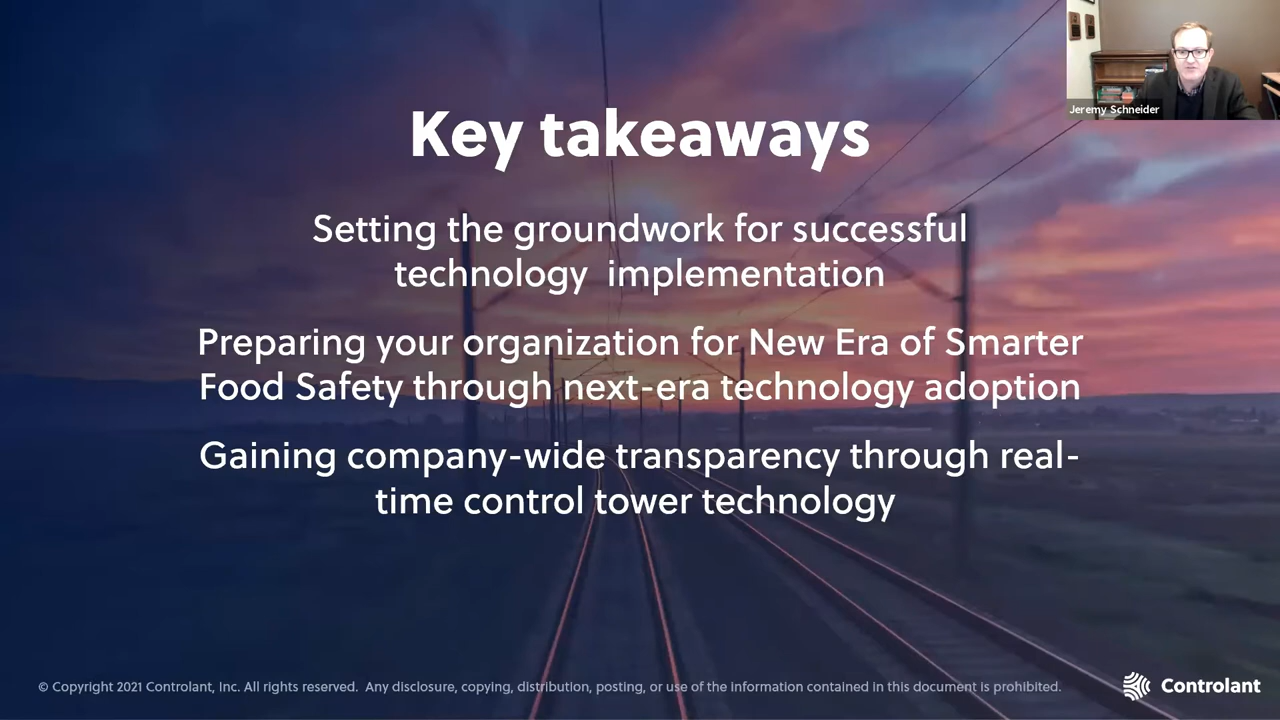 Jeremy Schneider
Key takeaways
Setting the groundwork for successful
technology  implementation
Preparing your organization for New Era of Smarter
Food Safety through next-era technology adoption
Gaining company-wide transparency through real-
time control tower technology
© Copyright 2021 Controlant, Inc. All rights reserved.  Any disclosure, copying, distribution, posting, or use of the information contained in this document is prohibited.
Controlant